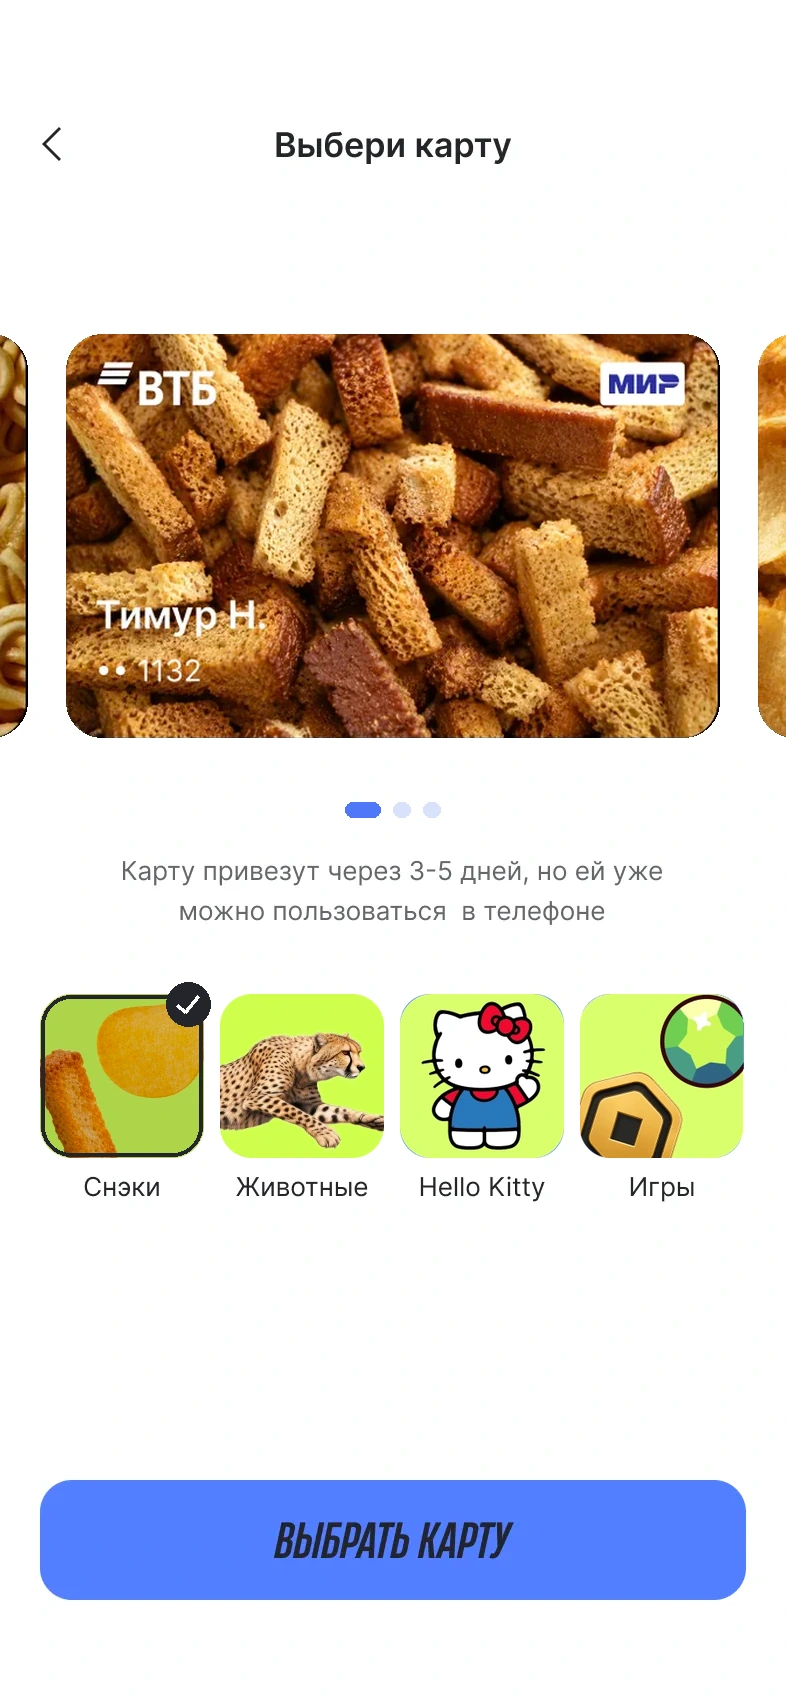 Выбери карту
ВТБ
МИР
Тимур Н.
•• 1132
Карту привезут через 3-5 дней, но ей уже
можно пользоваться в телефоне
Снэки
Животные
Hello Kitty
Игры
ВЫБРАТЬ КАРТУ